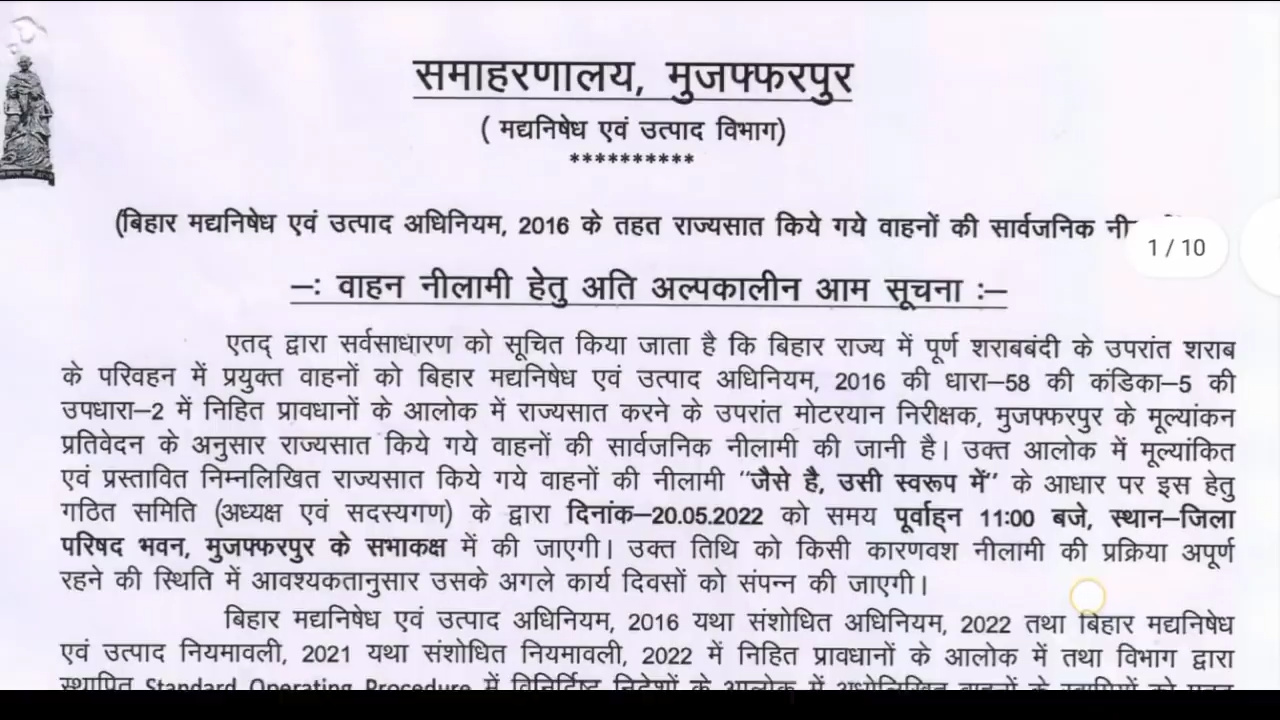 समाहरणालय, मुजफ्फरपुर
( मद्यनिषेध एवं उत्पाद विभाग)
**********
(बिहार मद्यनिषेध एवं उत्पाद अधिनियम, 2016 के तहत राज्यसात किये गये वाहनों की सार्वजनिक
1 / 10
–: वाहन नीलामी हेतु अति अल्पकालीन आम सूचना :–
एतद् द्वारा सर्वसाधारण को सूचित किया जाता है कि बिहार राज्य में पूर्ण शराबबंदी के उपरांत शराब
के परिवहन में प्रयुक्त वाहनों को बिहार मद्यनिषेध एवं उत्पाद अधिनियम, 2016 की धारा–58 की कंडिका–5 की
उपधारा–2 में निहित प्रावधानों के आलोक में राज्यसात करने के उपरांत मोटरयान निरीक्षक, मुजफ्फरपुर के मूल्यांकन
प्रतिवेदन के अनुसार राज्यसात किये गये वाहनों की सार्वजनिक नीलामी की जानी है। उक्त आलोक में मूल्यांकित
एवं प्रस्तावित निम्नलिखित राज्यसात किये गये वाहनों की नीलामी "जैसे है, उसी स्वरूप में" के आधार पर इस हेतु
गठित समिति (अध्यक्ष एवं सदस्यगण) के द्वारा दिनांक–20.05.2022 को समय पूर्वाह्न 11:00 बजे, स्थान–जिला
परिषद भवन, मुजफ्फरपुर के सभाकक्ष में की जाएगी। उक्त तिथि को किसी कारणवश नीलामी की प्रक्रिया अपूर्ण
रहने की स्थिति में आवश्यकतानुसार उसके अगले कार्य दिवसों को संपन्न की जाएगी।
बिहार मद्यनिषेध एवं उत्पाद अधिनियम, 2016 यथा संशोधित अधिनियम, 2022 तथा बिहार मद्यनिषेध
एवं उत्पाद नियमावली, 2021 यथा संशोधित नियमावली, 2022 में निहित प्रावधानों के आलोक में तथा विभाग द्वारा
स्थापित Standard Operating Procedure में विनिर्दिष्ट निदेशों के आलोक में अधोलिखित वाहनों के स्वामियों को